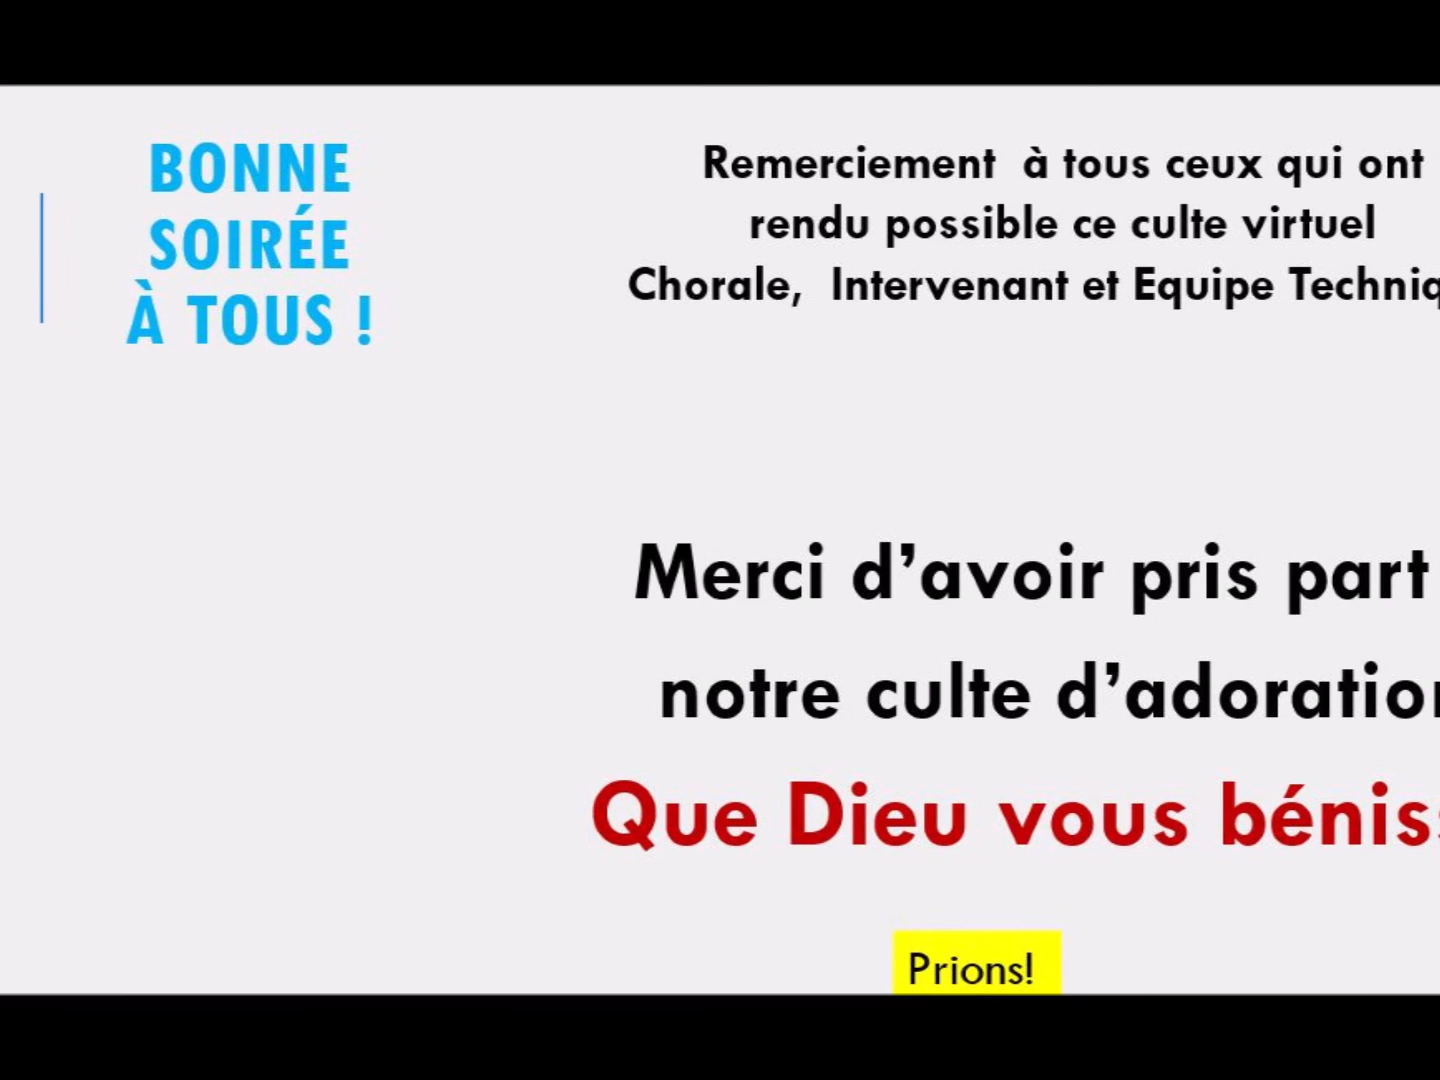 BONNE
SOIRÉE
À TOUS !
Remerciement à tous ceux qui ont
rendu possible ce culte virtuel
Chorale, Intervenant et Equipe
Merci d’avoir pris part
notre culte
Que Dieu vous
Prions!